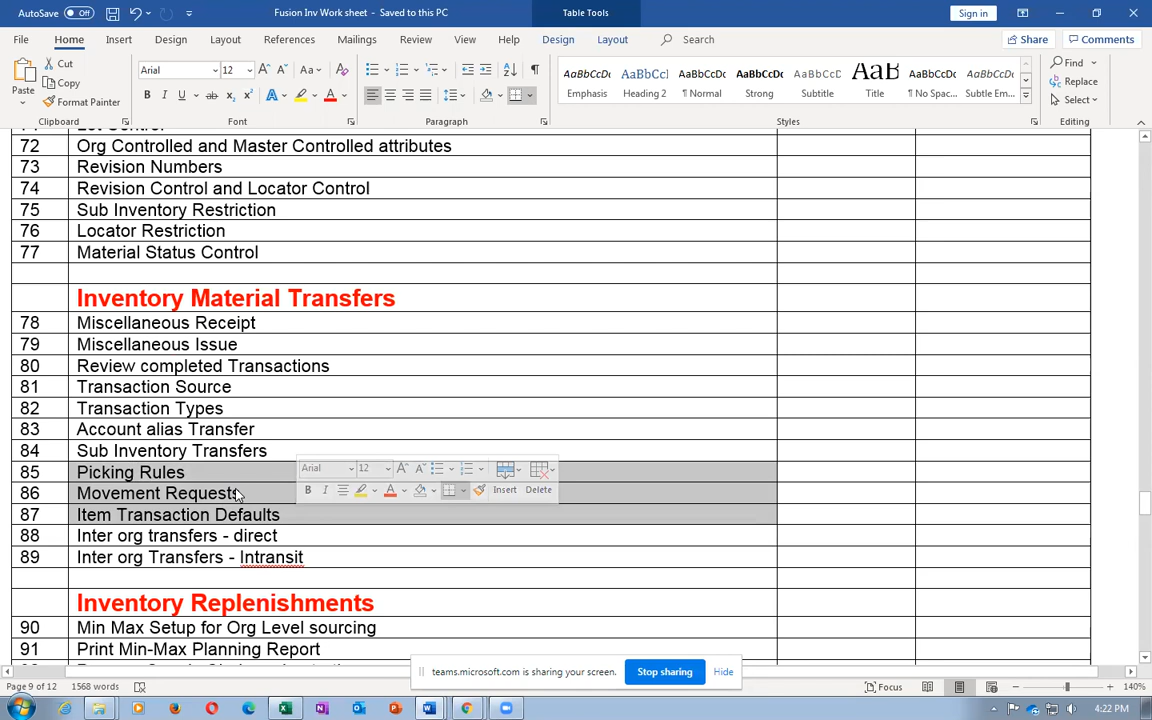 AutoSave Off Fusion Inv Work sheet - Saved to this PC Table Tools Sign in
File Home Insert Design Layout References Mailings Review View Help Design Layout Search Share Comments
Paste Cut Copy Format Painter
Arial 12
AaBbCcDc AaBbCcI AaBbCcDc AaBbCcDc AaBbCcDc AaB AaBbCcDc AaBbCcDc
Emphasis Heading 2 ¶ Normal Strong Subtitle Title ¶ No Spac... Subtle Em...
Find Replace Select
Clipboard Font Paragraph Styles Editing
72 Org Controlled and Master Controlled attributes
73 Revision Numbers
74 Revision Control and Locator Control
75 Sub Inventory Restriction
76 Locator Restriction
77 Material Status Control
Inventory Material Transfers
78 Miscellaneous Receipt
79 Miscellaneous Issue
80 Review completed Transactions
81 Transaction Source
82 Transaction Types
83 Account alias Transfer
84 Sub Inventory Transfers
85 Picking Rules
Arial 12
86 Movement Requests
Insert Delete
87 Item Transaction Defaults
88 Inter org transfers - direct
89 Inter org Transfers - Intransit
Inventory Replenishments
90 Min Max Setup for Org Level sourcing
91 Print Min-Max Planning Report
teams.microsoft.com is sharing your screen. Stop sharing Hide
Page 9 of 12 1568 words Focus 140%
4:22 PM